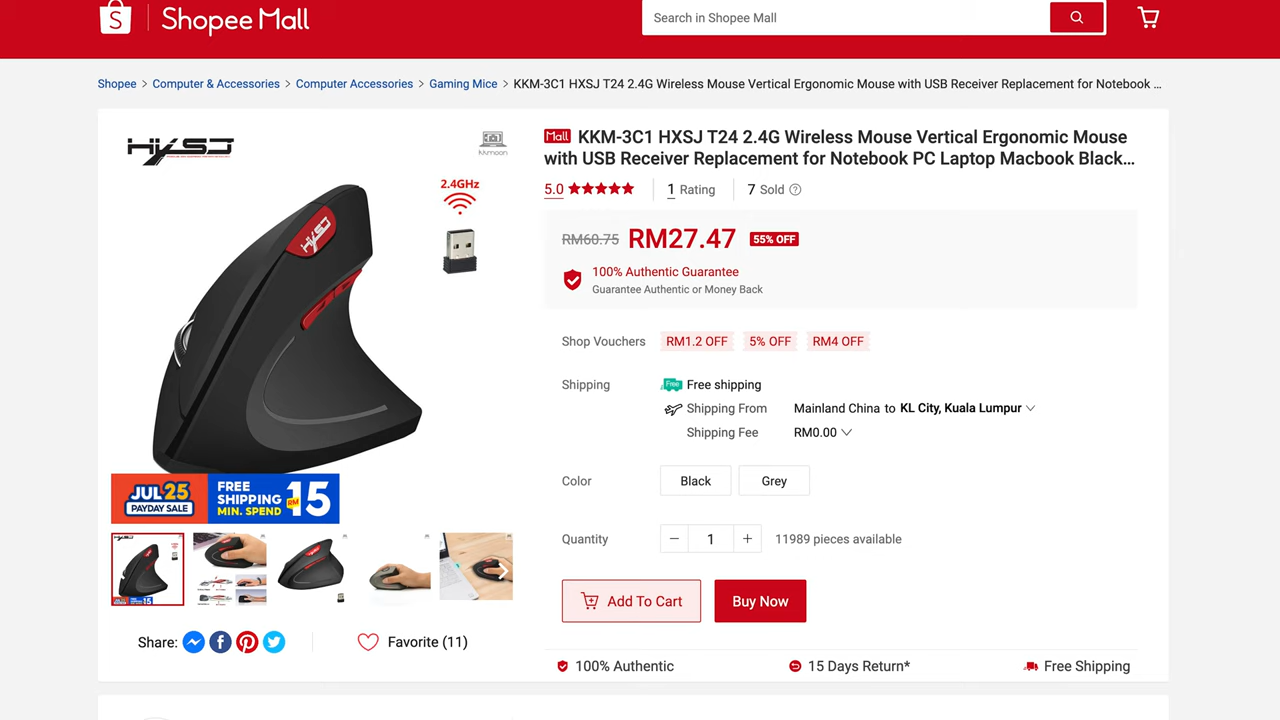 S Shopee Mall
Search in Shopee Mall
Shopee > Computer & Accessories > Computer Accessories > Gaming Mice > KKM-3C1 HXSJ T24 2.4G Wireless Mouse Vertical Ergonomic Mouse with USB Receiver Replacement for Notebook ...
HXSJ
kkmoon
2.4GHz
HXSJ
JUL 25
PAYDAY SALE
FREE
SHIPPING
MIN. SPEND RM15
Share:
Favorite (11)
Mall KKM-3C1 HXSJ T24 2.4G Wireless Mouse Vertical Ergonomic Mouse
with USB Receiver Replacement for Notebook PC Laptop Macbook Black...
5.0 1 Rating 7 Sold ?
RM60.75 RM27.47 55% OFF
100% Authentic Guarantee
Guarantee Authentic or Money Back
Shop Vouchers RM1.2 OFF 5% OFF RM4 OFF
Shipping Free Free shipping
Shipping From Mainland China to KL City, Kuala Lumpur
Shipping Fee RM0.00
Color Black Grey
Quantity − 1 + 11989 pieces available
Add To Cart Buy Now
100% Authentic 15 Days Return* Free Shipping